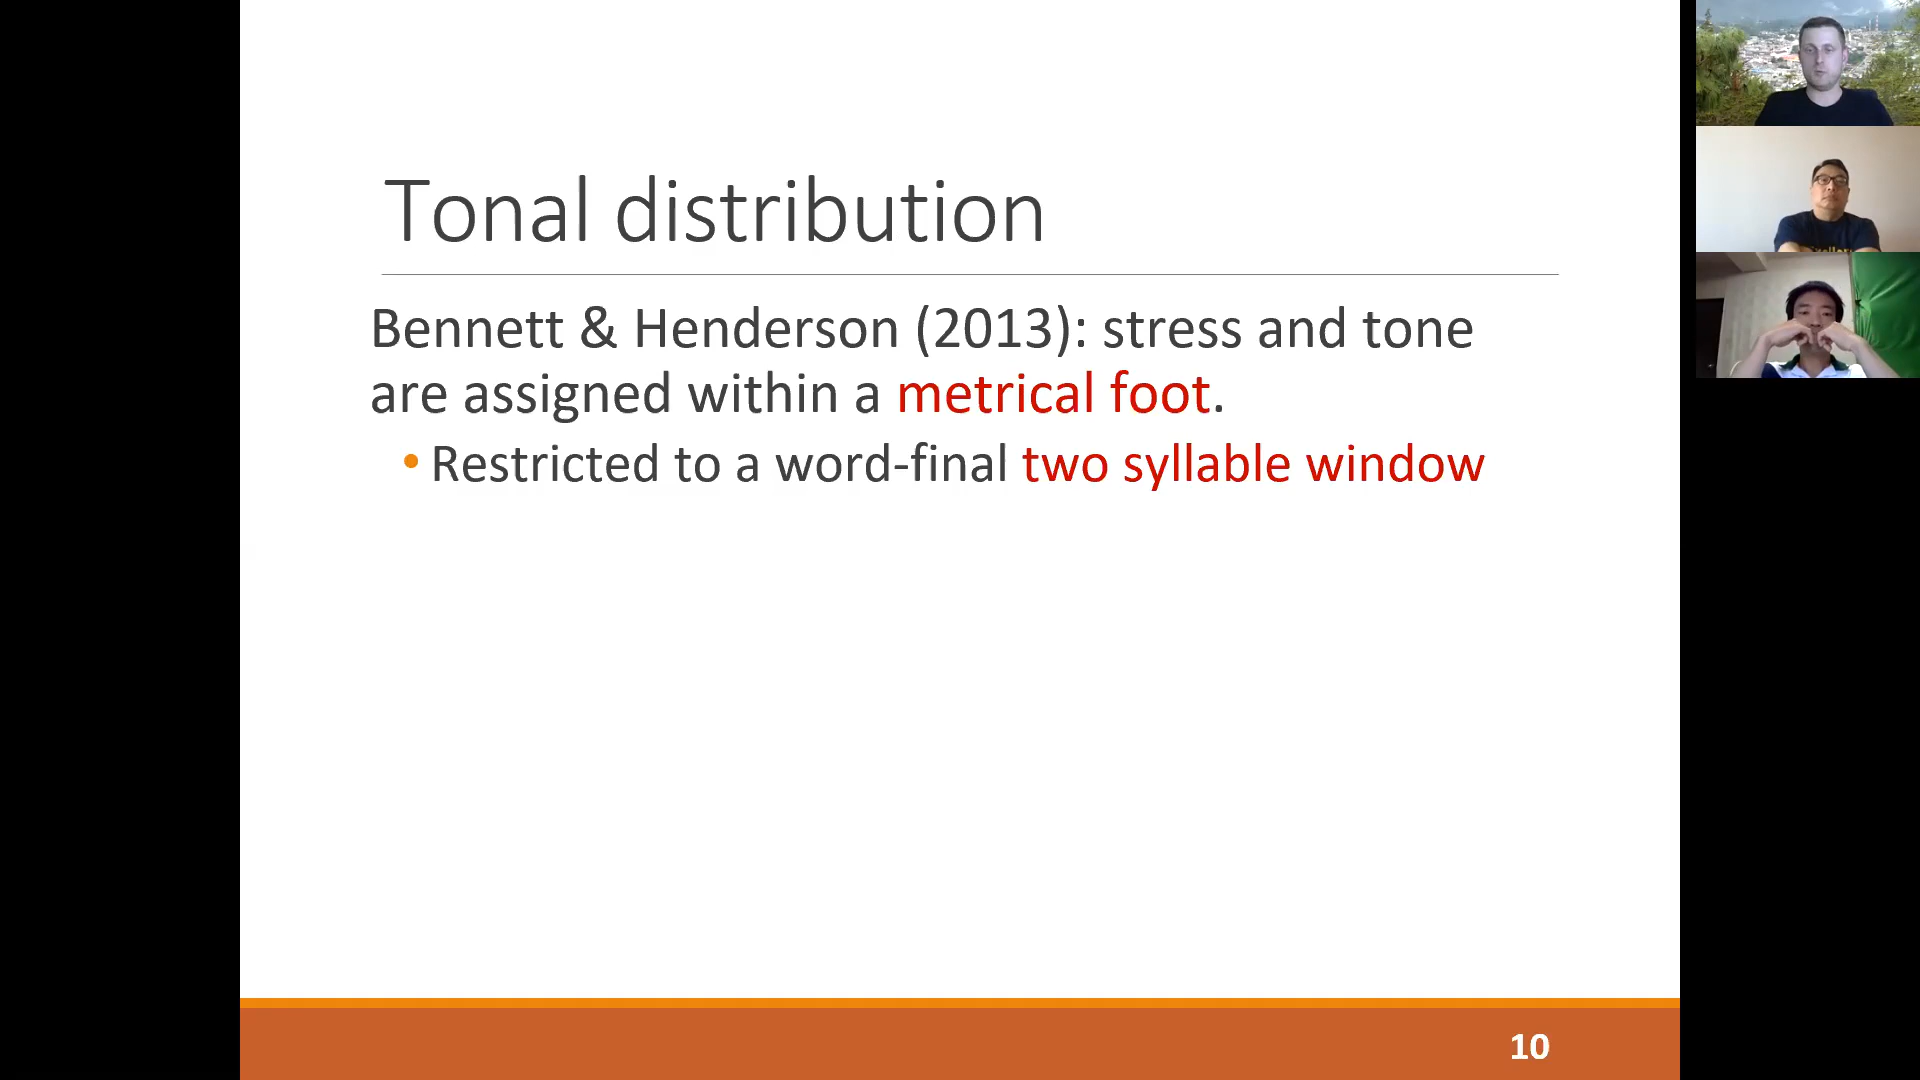 Tonal distribution
Bennett & Henderson (2013): stress and tone
are assigned within a metrical foot.
• Restricted to a word-final two syllable window
10